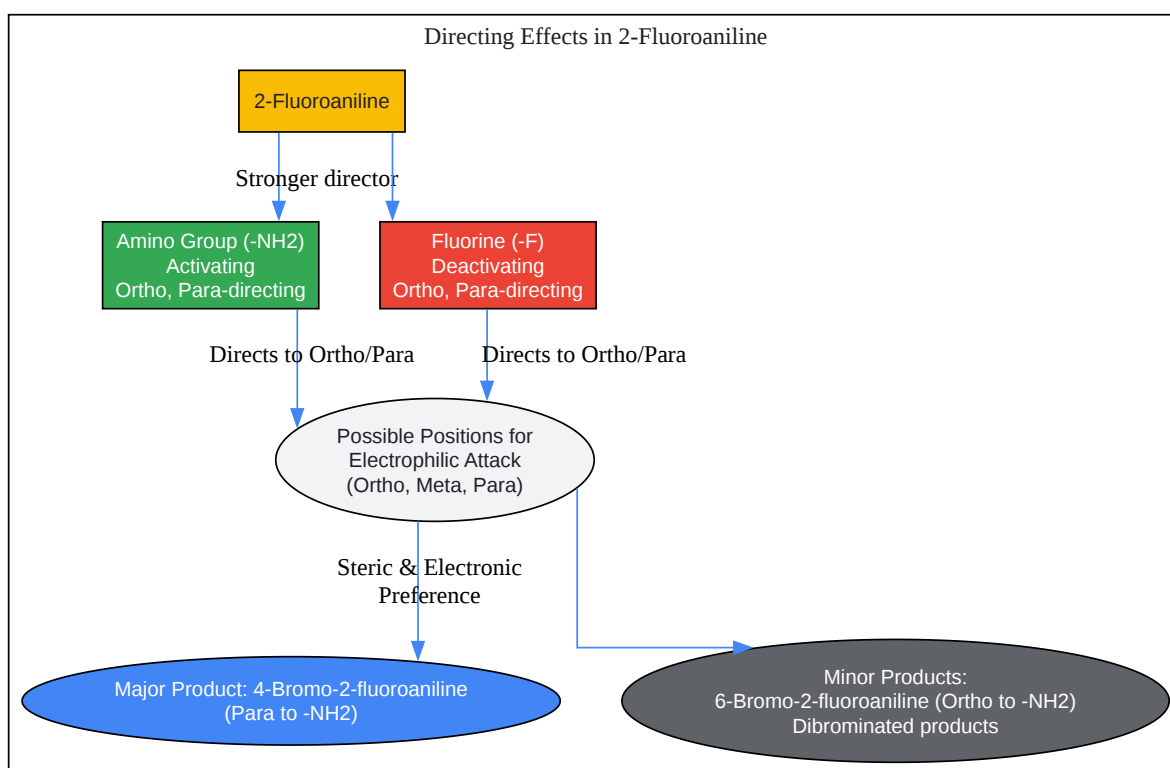 Directing Effects in 2-Fluoroaniline
2-Fluoroaniline
Stronger director
Amino Group (-NH2)
Activating
Ortho, Para-directing
Fluorine (-F)
Deactivating
Ortho, Para-directing
Directs to Ortho/Para
Directs to Ortho/Para
Possible Positions for
Electrophilic Attack
(Ortho, Meta, Para)
Steric & Electronic
Preference
Major Product: 4-Bromo-2-fluoroaniline
(Para to -NH2)
Minor Products:
6-Bromo-2-fluoroaniline (Ortho to -NH2)
Dibrominated products